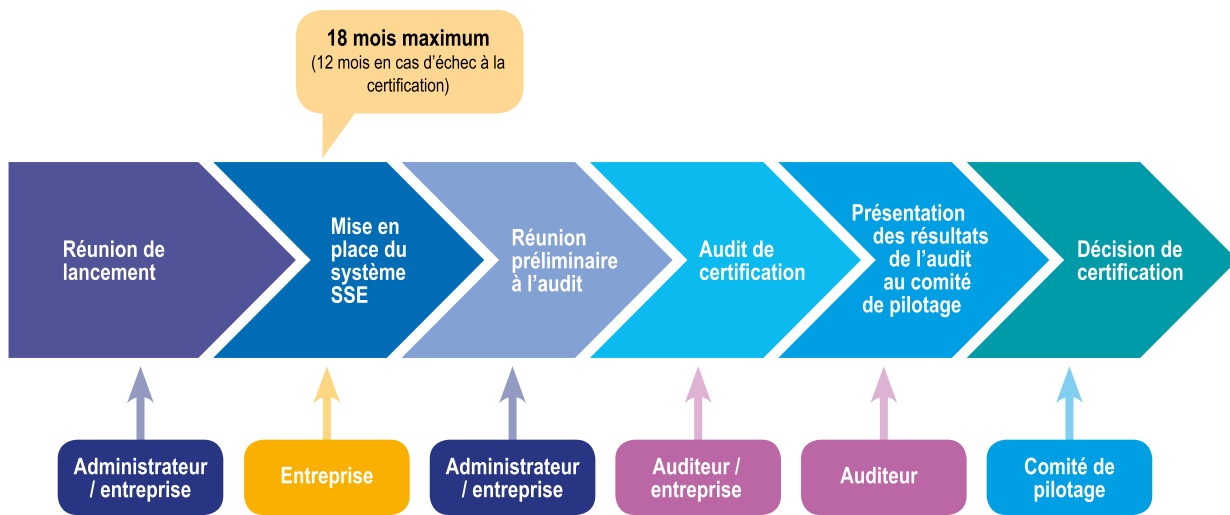 18 mois maximum
(12 mois en cas d’échec à la
certification)
Réunion de
lancement
Mise en
place du
système
SSE
Réunion
préliminaire
à l’audit
Audit de
certification
Présentation
des résultats
de l’audit
au comité
de pilotage
Décision de
certification
Administrateur
/ entreprise
Entreprise
Administrateur
/ entreprise
Auditeur /
entreprise
Auditeur
Comité de
pilotage